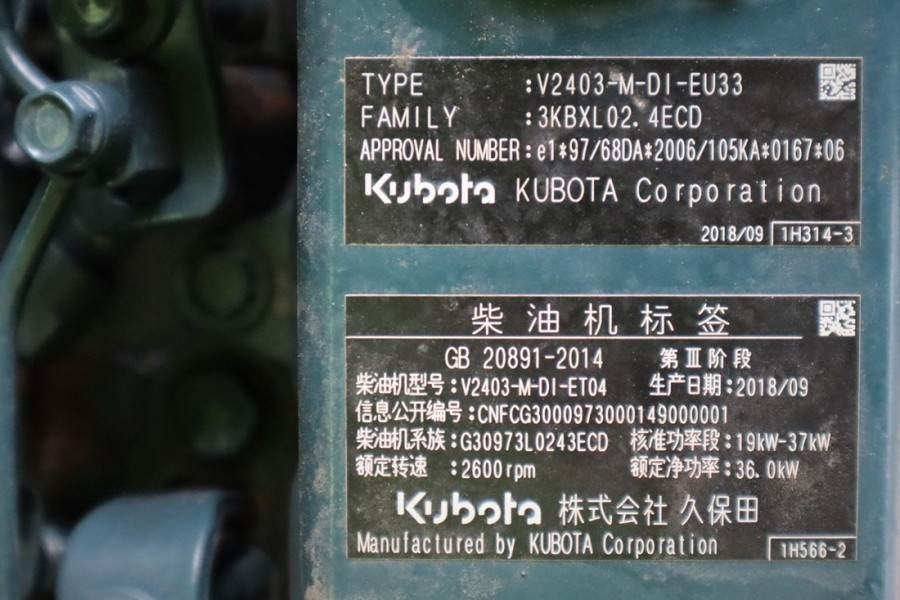 TYPE :V2403-M-DI-EU33
FAMILY :3KBXL02.4ECD
APPROVAL NUMBER:e1*97/68DA*2006/105KA*0167*06
Kubota KUBOTA Corporation
2018/09 1H314-3
柴油机标签
GB 20891-2014 第Ⅲ阶段
柴油机型号:V2403-M-DI-ET04 生产日期:2018/09
信息公开编号:CNFCG3000973000149000001
柴油机系族:G30973L0243ECD 核准功率段:19kW-37kW
额定转速 :2600rpm 额定净功率:36.0kW
Kubota 株式会社 久保田
Manufactured by KUBOTA Corporation 1H566-2